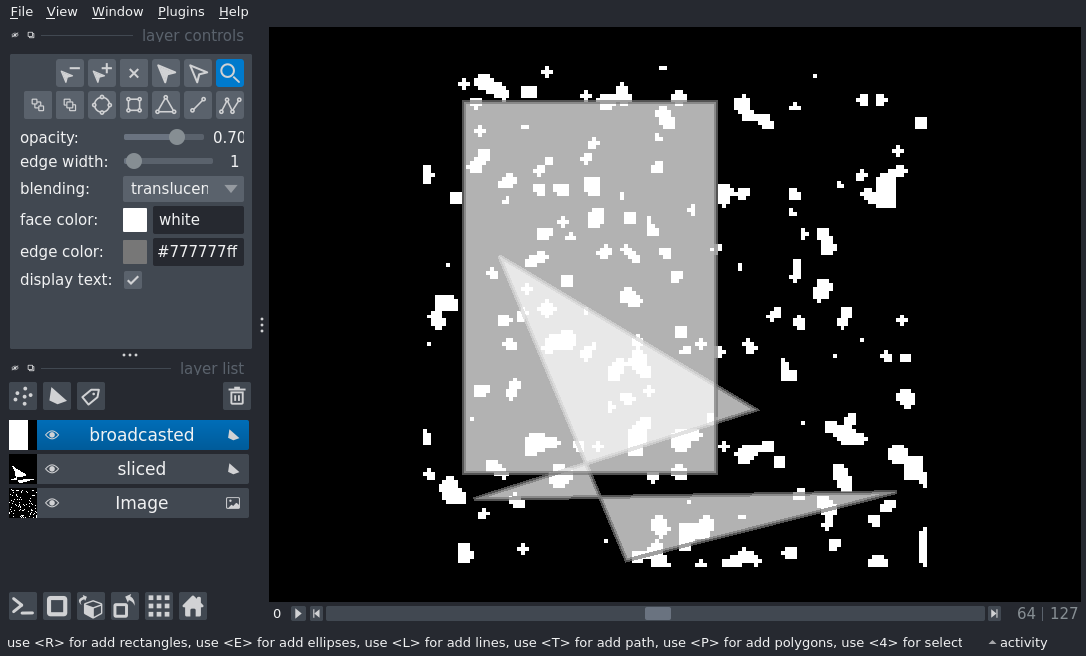 File View Window Plugins Help
layer controls
opacity: 0.70
edge width: 1
blending: translucen
face color: white
edge color: #777777ff
display text:
layer list
broadcasted
sliced
Image
0 64 | 127
use <R> for add rectangles, use <E> for add ellipses, use <L> for add lines, use <T> for add path, use <P> for add polygons, use <4> for select activity